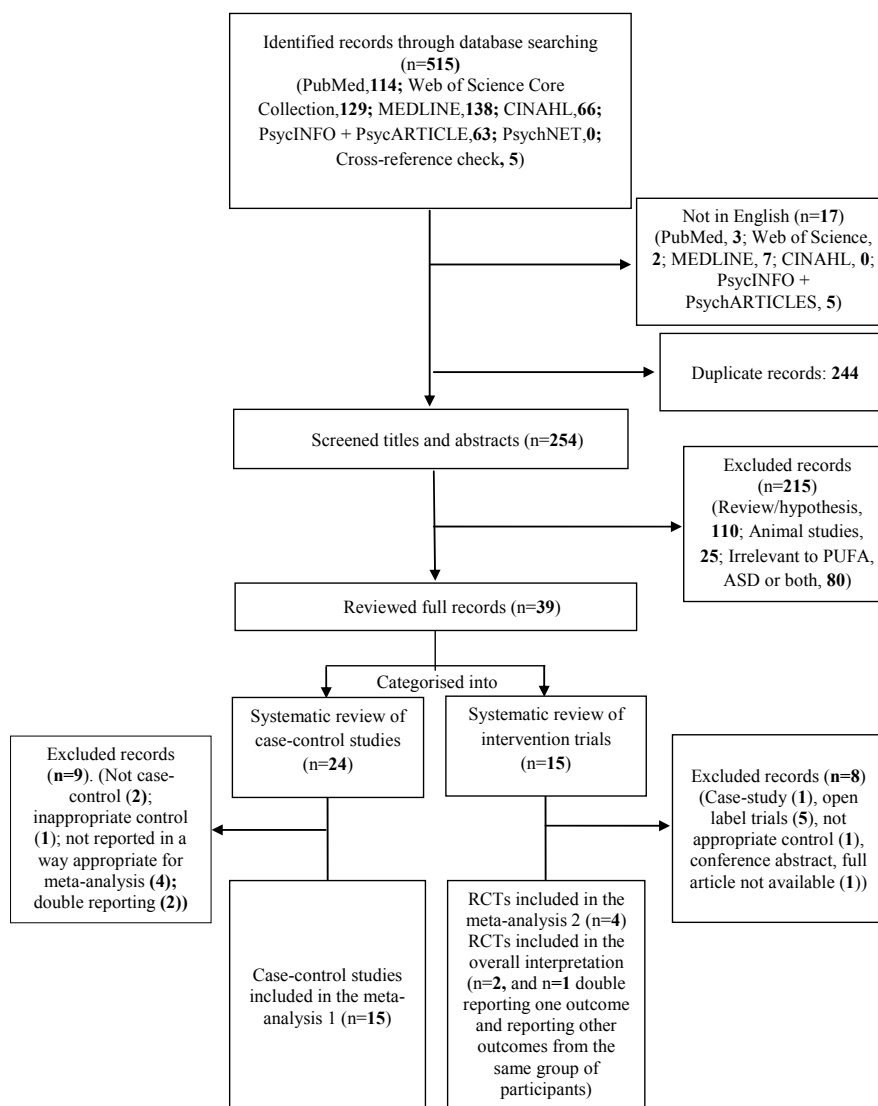 Identified records through database searching
(n=515)
(PubMed,114; Web of Science Core
Collection,129; MEDLINE,138; CINAHL,66;
PsycINFO + PsycARTICLE,63; PsychNET,0;
Cross-reference check, 5)
Not in English (n=17)
(PubMed, 3; Web of Science,
2; MEDLINE, 7; CINAHL, 0;
PsycINFO +
PsychARTICLES, 5)
Duplicate records: 244
Screened titles and abstracts (n=254)
Excluded records
(n=215)
(Review/hypothesis,
110; Animal studies,
25; Irrelevant to PUFA,
ASD or both, 80)
Reviewed full records (n=39)
Categorised into
Systematic review of
case-control studies
(n=24)
Systematic review of
intervention trials
(n=15)
Excluded records
(n=9). (Not case-
control (2);
inappropriate control
(1); not reported in a
way appropriate for
meta-analysis (4);
double reporting (2))
Excluded records (n=8)
(Case-study (1), open
label trials (5), not
appropriate control (1),
conference abstract, full
article not available (1))
Case-control studies
included in the meta-
analysis 1 (n=15)
RCTs included in the
meta-analysis 2 (n=4)
RCTs included in the
overall interpretation
(n=2, and n=1 double
reporting one outcome
and reporting other
outcomes from the
same group of
participants)